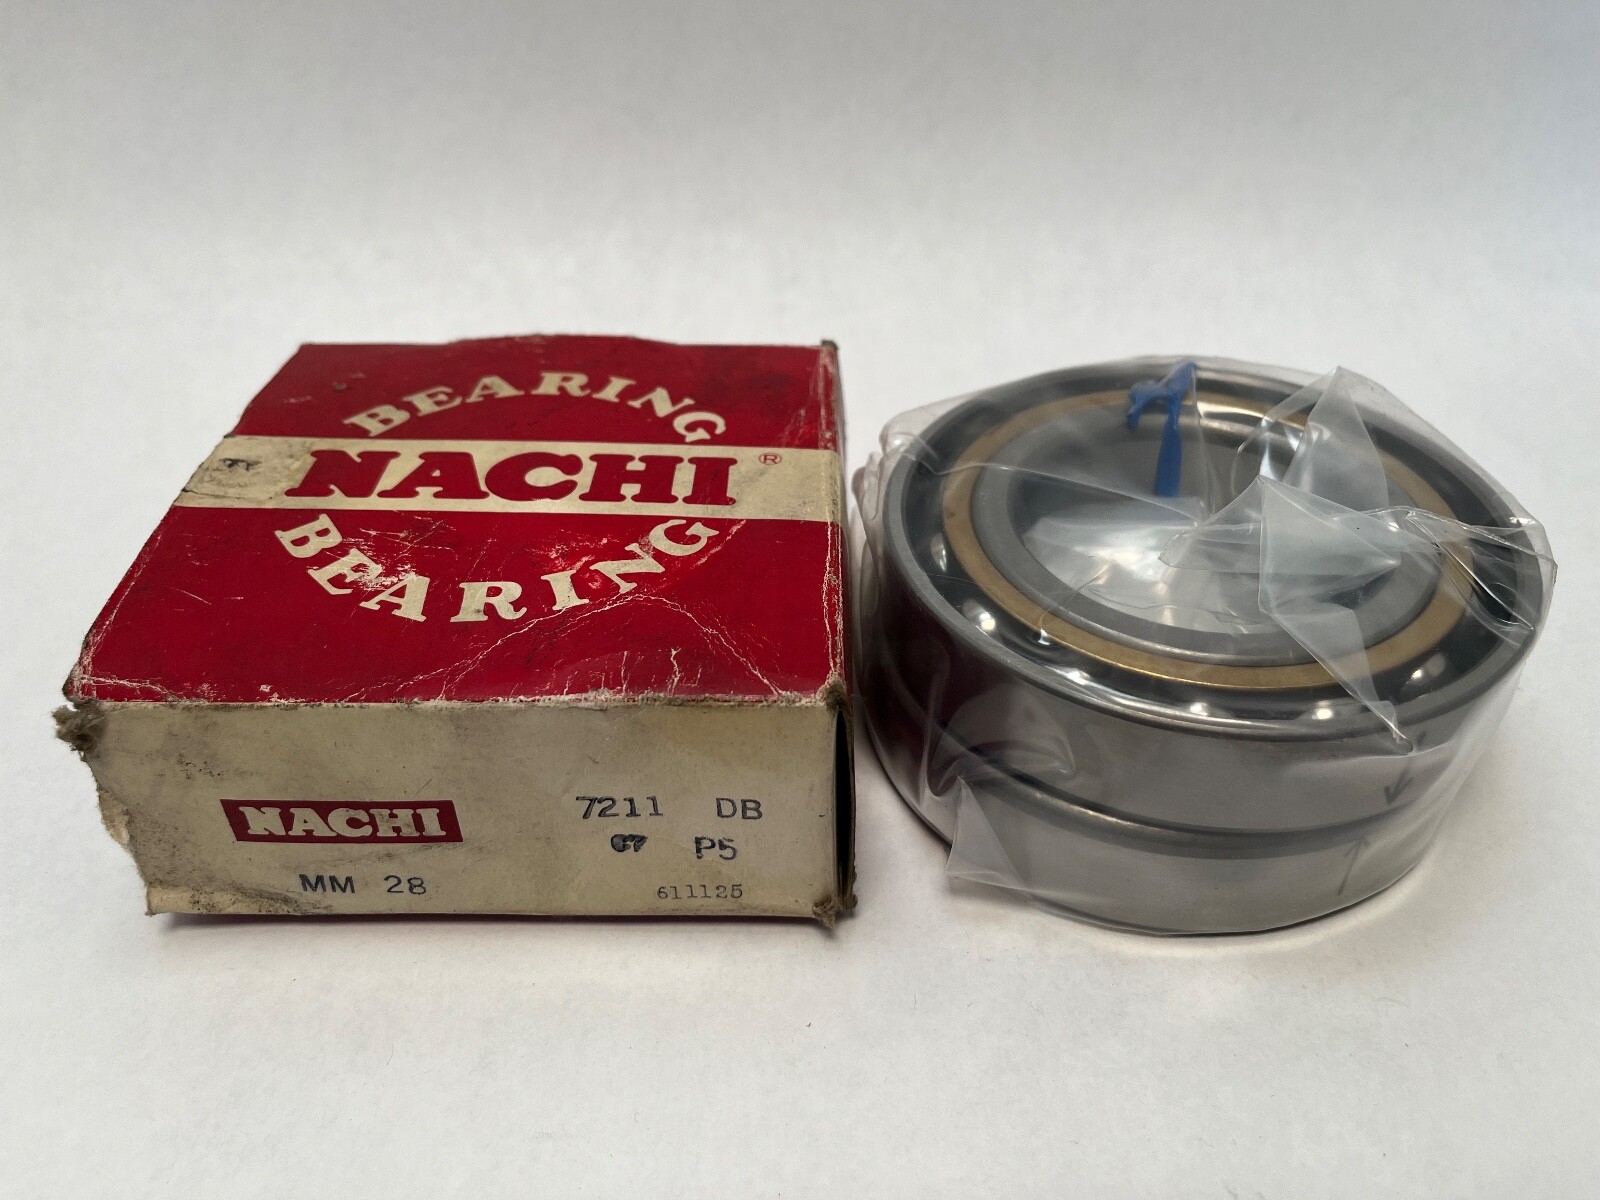 BEARING
NACHI®
BEARING
NACHI
7211 DB
P5
MM 28
611125